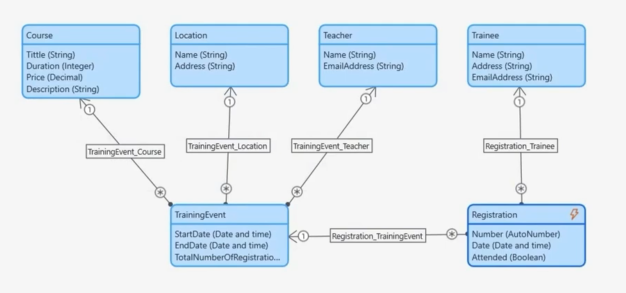 Course
Tittle (String)
Duration (Integer)
Price (Decimal)
Description (String)
Location
Name (String)
Address (String)
Teacher
Name (String)
EmailAddress (String)
Trainee
Name (String)
Address (String)
EmailAddress (String)
1
1
1
1
TrainingEvent_Course
TrainingEvent_Location
TrainingEvent_Teacher
Registration_Trainee
*
*
*
*
TrainingEvent
StartDate (Date and time)
EndDate (Date and time)
TotalNumberOfRegistratio...
1
Registration_TrainingEvent
*
Registration
Number (AutoNumber)
Date (Date and time)
Attended (Boolean)